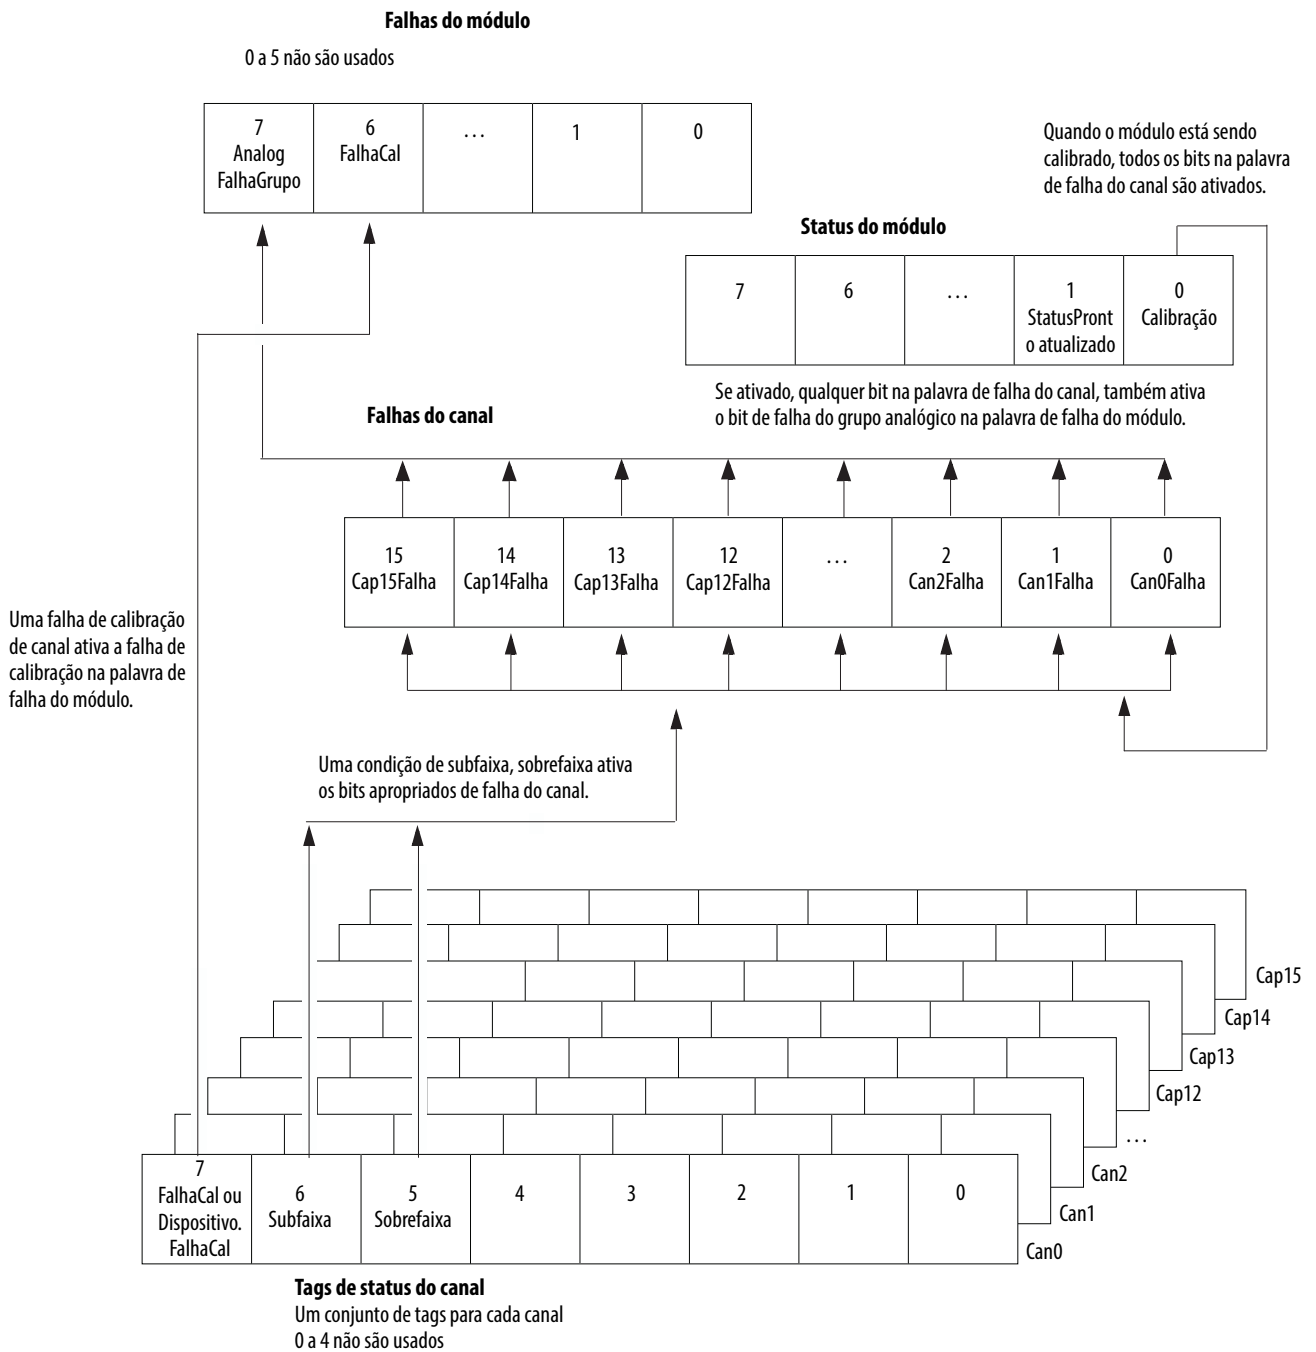 Falhas do módulo
0 a 5 não são usados
7
Analog
FalhaGrupo
6
FalhaCal
...
1
0
Quando o módulo está sendo
calibrado, todos os bits na palavra
de falha do canal são ativados.
Status do módulo
7
6
...
1
StatusPront
o atualizado
0
Calibração
Se ativado, qualquer bit na palavra de falha do canal, também ativa
o bit de falha do grupo analógico na palavra de falha do módulo.
Falhas do canal
15
Cap15Falha
14
Cap14Falha
13
Cap13Falha
12
Cap12Falha
...
2
Can2Falha
1
Can1Falha
0
Can0Falha
Uma falha de calibração
de canal ativa a falha de
calibração na palavra de
falha do módulo.
Uma condição de subfaixa, sobrefaixa ativa
os bits apropriados de falha do canal.
Cap15
Cap14
Cap13
Cap12
...
Can2
Can1
Can0
7
FalhaCal ou
Dispositivo.
FalhaCal
6
Subfaixa
5
Sobrefaixa
4
3
2
1
0
Tags de status do canal
Um conjunto de tags para cada canal
0 a 4 não são usados